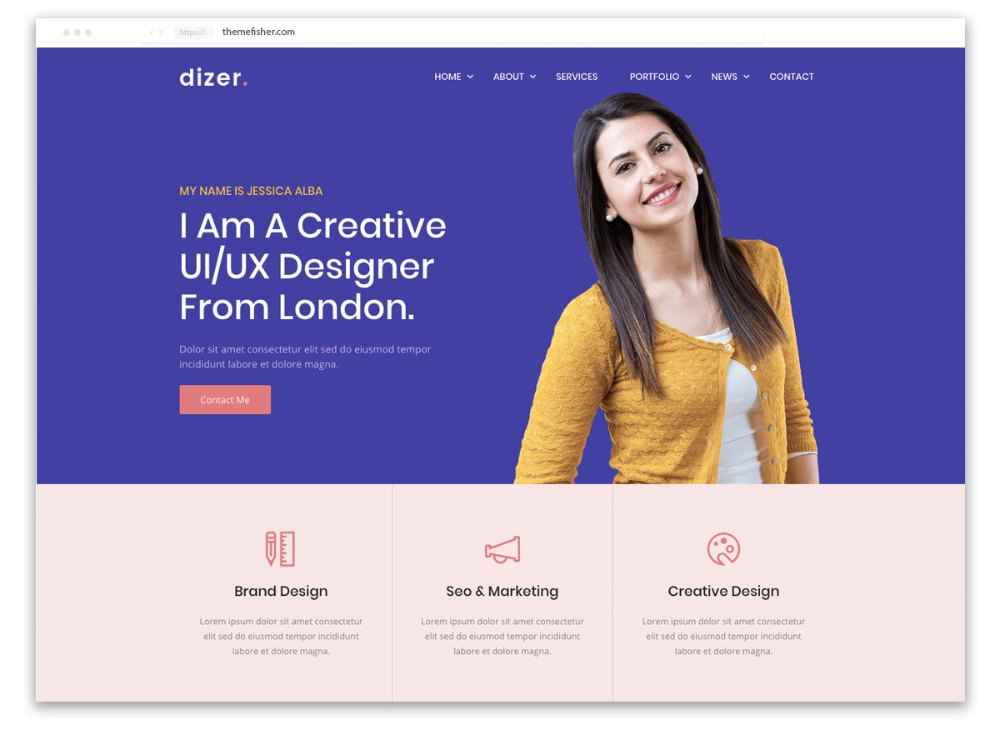 https://
themefisher.com
dizer.
HOME
ABOUT
SERVICES
PORTFOLIO
NEWS
CONTACT
MY NAME IS JESSICA ALBA
I Am A Creative
UI/UX Designer
From London.
Dolor sit amet consectetur elit sed do eiusmod tempor
incididunt labore et dolore magna.
Contact Me
Brand Design
Lorem ipsum dolor sit amet consectetur
elit sed do eiusmod tempor incididunt
labore et dolore magna.
Seo & Marketing
Lorem ipsum dolor sit amet consectetur
elit sed do eiusmod tempor incididunt
labore et dolore magna.
Creative Design
Lorem ipsum dolor sit amet consectetur
elit sed do eiusmod tempor incididunt
labore et dolore magna.